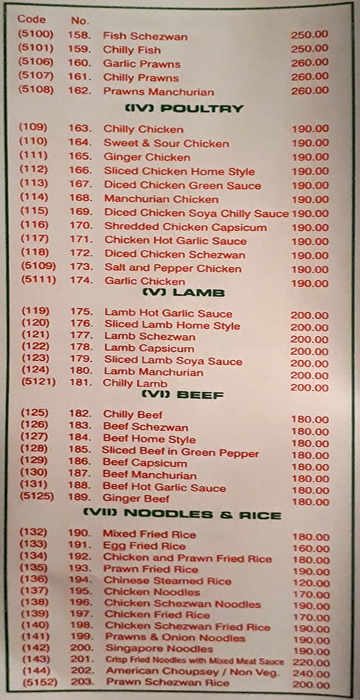 Code No.
(5100) 158. Fish Schezwan 250.00
(5101) 159. Chilly Fish 250.00
(5106) 160. Garlic Prawns 260.00
(5107) 161. Chilly Prawns 260.00
(5108) 162. Prawns Manchurian 260.00
(IV) POULTRY
(109) 163. Chilly Chicken 190.00
(110) 164. Sweet & Sour Chicken 190.00
(111) 165. Ginger Chicken 190.00
(112) 166. Sliced Chicken Home Style 190.00
(113) 167. Diced Chicken Green Sauce 190.00
(114) 168. Manchurian Chicken 190.00
(115) 169. Diced Chicken Soya Chilly Sauce 190.00
(116) 170. Shredded Chicken Capsicum 190.00
(117) 171. Chicken Hot Garlic Sauce 190.00
(118) 172. Diced Chicken Schezwan 190.00
(5109) 173. Salt and Pepper Chicken 190.00
(5111) 174. Garlic Chicken 190.00
(V) LAMB
(119) 175. Lamb Hot Garlic Sauce 200.00
(120) 176. Sliced Lamb Home Style 200.00
(121) 177. Lamb Schezwan 200.00
(122) 178. Lamb Capsicum 200.00
(123) 179. Sliced Lamb Soya Sauce 200.00
(124) 180. Lamb Manchurian 200.00
(5121) 181. Chilly Lamb 200.00
(VI) BEEF
(125) 182. Chilly Beef 180.00
(126) 183. Beef Schezwan 180.00
(127) 184. Beef Home Style 180.00
(128) 185. Sliced Beef in Green Pepper 180.00
(129) 186. Beef Capsicum 180.00
(130) 187. Beef Manchurian 180.00
(131) 188. Beef Hot Garlic Sauce 180.00
(5125) 189. Ginger Beef 180.00
(VII) NOODLES & RICE
(132) 190. Mixed Fried Rice 180.00
(133) 191. Egg Fried Rice 160.00
(134) 192. Chicken and Prawn Fried Rice 180.00
(135) 193. Prawn Fried Rice 190.00
(136) 194. Chinese Steamed Rice 120.00
(137) 195. Chicken Noodles 170.00
(138) 196. Chicken Schezwan Noodles 190.00
(139) 197. Chicken Fried Rice 170.00
(140) 198. Chicken Schezwan Fried Rice 190.00
(141) 199. Prawns & Onion Noodles 190.00
(142) 200. Singapore Noodles 190.00
(143) 201. Crisp Fried Noodles with Mixed Meat Sauce 220.00
(144) 202. American Choupsey / Non Veg. 240.00
(5152) 203. Prawn Schezwan Rice 200.00